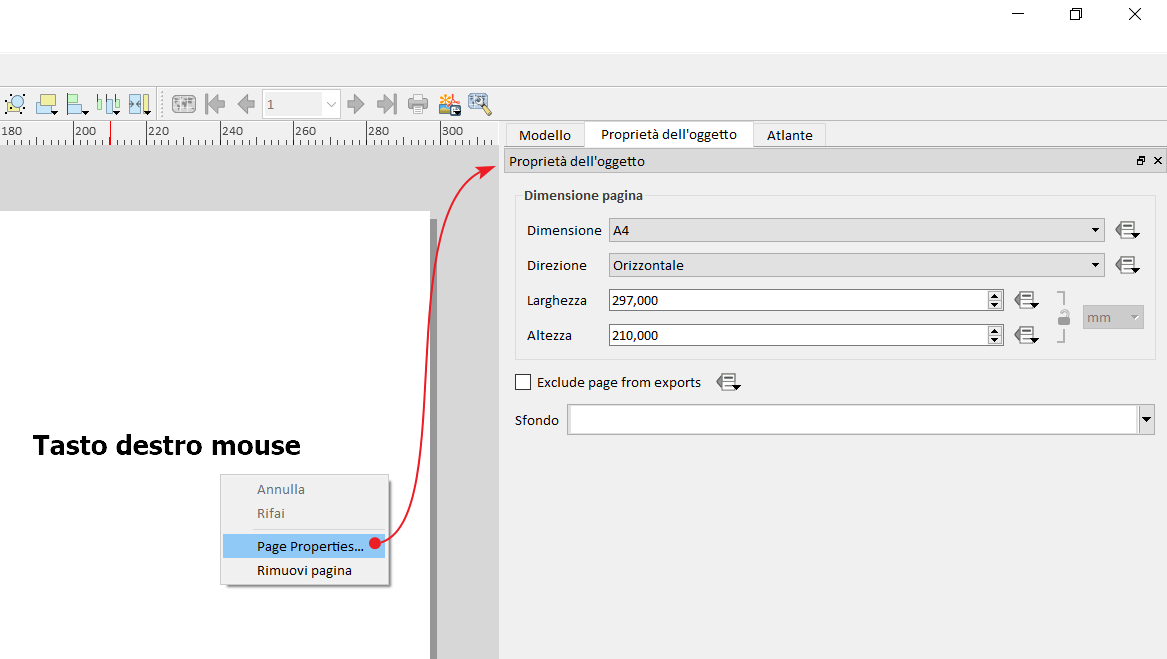 1
180 200 220 240 260 280 300
Modello Proprietà dell'oggetto Atlante
Proprietà dell'oggetto
Dimensione pagina
Dimensione A4
Direzione Orizzontale
Larghezza 297,000
mm
Altezza 210,000
Exclude page from exports
Sfondo
Tasto destro mouse
Annulla
Rifai
Page Properties...
Rimuovi pagina